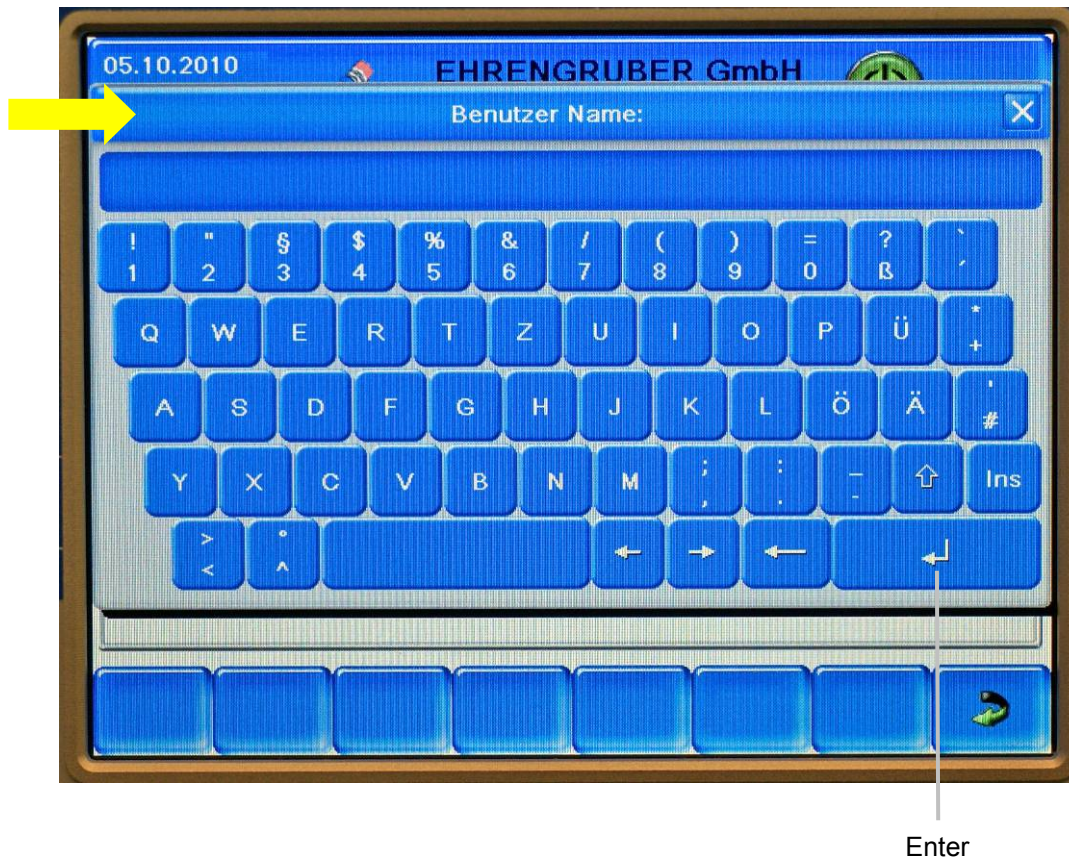 05.10.2010 EHRENGRUBER GmbH
Benutzer Name:
! " § $ % & / ( ) = ? `
1 2 3 4 5 6 7 8 9 0 ß ´
Q W E R T Z U I O P Ü * +
A S D F G H J K L Ö Ä ' #
Y X C V B N M ; , : . _ - Ins
> < ° ^
Enter